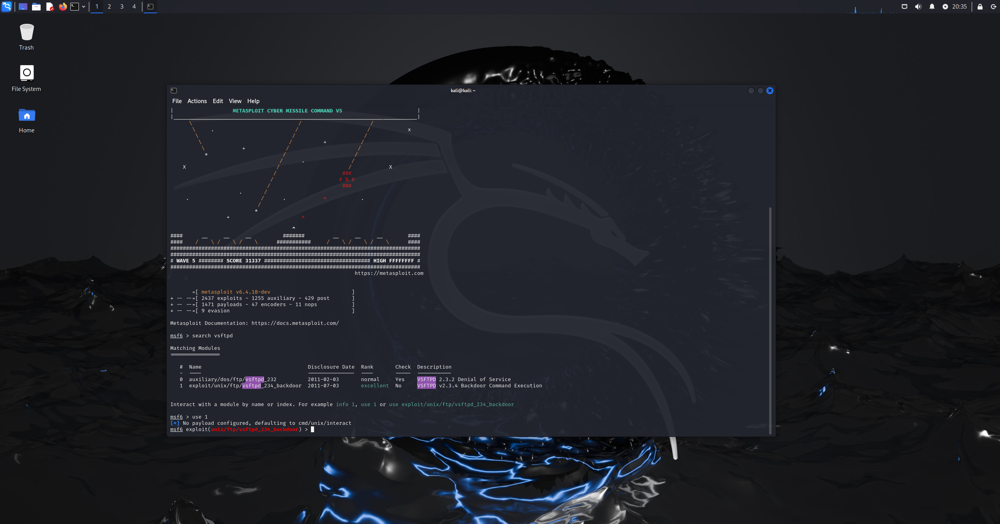 1 2 3 4
20:35
Trash
File System
Home
kali@kali: ~
File Actions Edit View Help
METASPLOIT CYBER MISSILE COMMAND V5
# WAVE 5 ######## SCORE 31337 ################################## HIGH FFFFFFFF #
https://metasploit.com
=[ metasploit v6.4.18-dev ]
+ -- --=[ 2437 exploits - 1255 auxiliary - 429 post ]
+ -- --=[ 1471 payloads - 47 encoders - 11 nops ]
+ -- --=[ 9 evasion ]
Metasploit Documentation: https://docs.metasploit.com/
msf6 > search vsftpd
Matching Modules
================
# Name Disclosure Date Rank Check Description
- ---- --------------- ---- ----- -----------
0 auxiliary/dos/ftp/vsftpd_232 2011-02-03 normal Yes VSFTPD 2.3.2 Denial of Service
1 exploit/unix/ftp/vsftpd_234_backdoor 2011-07-03 excellent No VSFTPD v2.3.4 Backdoor Command Execution
Interact with a module by name or index. For example info 1, use 1 or use exploit/unix/ftp/vsftpd_234_backdoor
msf6 > use 1
[*] No payload configured, defaulting to cmd/unix/interact
msf6 exploit(unix/ftp/vsftpd_234_backdoor) >